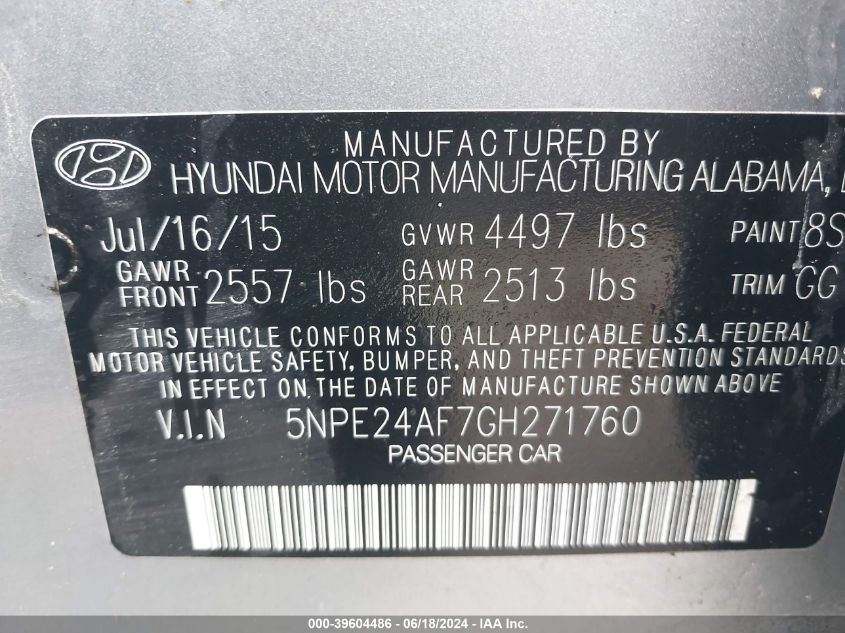 MANUFACTURED BY
HYUNDAI MOTOR MANUFACTURING ALABAMA,
Jul/16/15 GVWR 4497 lbs PAINT 8S
GAWR FRONT 2557 lbs GAWR REAR 2513 lbs TRIM GG
THIS VEHICLE CONFORMS TO ALL APPLICABLE U.S.A. FEDERAL
MOTOR VEHICLE SAFETY, BUMPER, AND THEFT PREVENTION STANDARDS
IN EFFECT ON THE DATE OF MANUFACTURE SHOWN ABOVE
V.I.N 5NPE24AF7GH271760
PASSENGER CAR
000-39604486 - 06/18/2024 - IAA Inc.